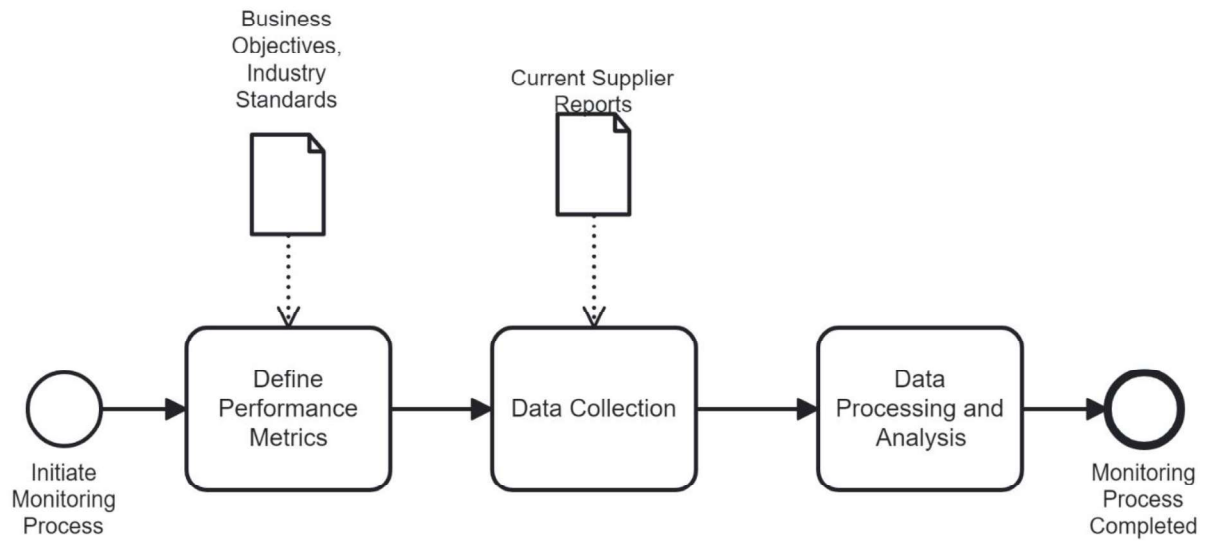 Business
Objectives,
Industry
Standards
Current Supplier
Reports
Define
Performance
Metrics
Data Collection
Data
Processing and
Analysis
Initiate
Monitoring
Process
Monitoring
Process
Completed